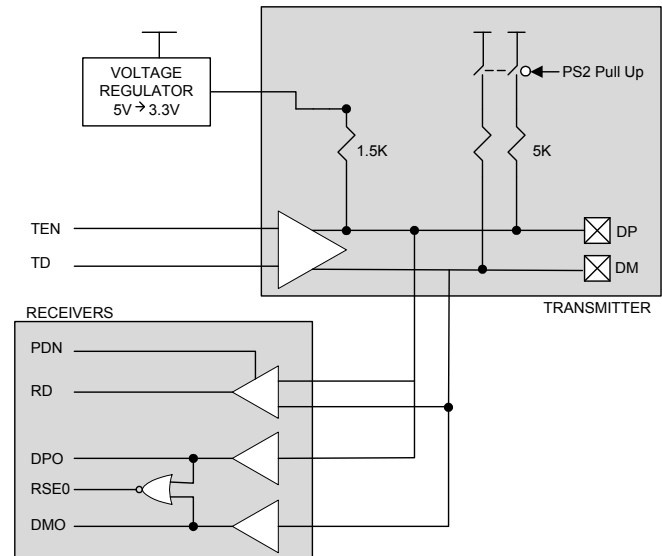 VOLTAGE
REGULATOR
5V → 3.3V
PS2 Pull Up
1.5K
5K
TEN
TD
DP
DM
TRANSMITTER
RECEIVERS
PDN
RD
DPO
RSE0
DMO